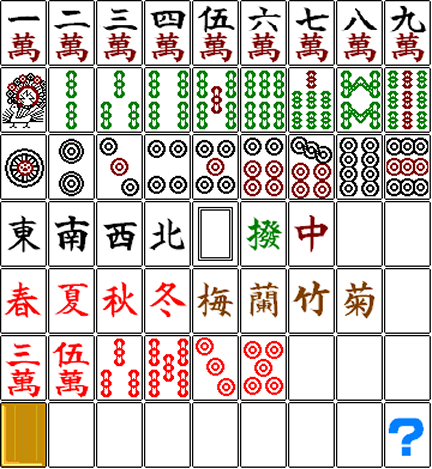 一萬 二萬 三萬 四萬 伍萬 六萬 七萬 八萬 九萬
東 南 西 北 撥 中
春 夏 秋 冬 梅 蘭 竹 菊
三萬 伍萬
?